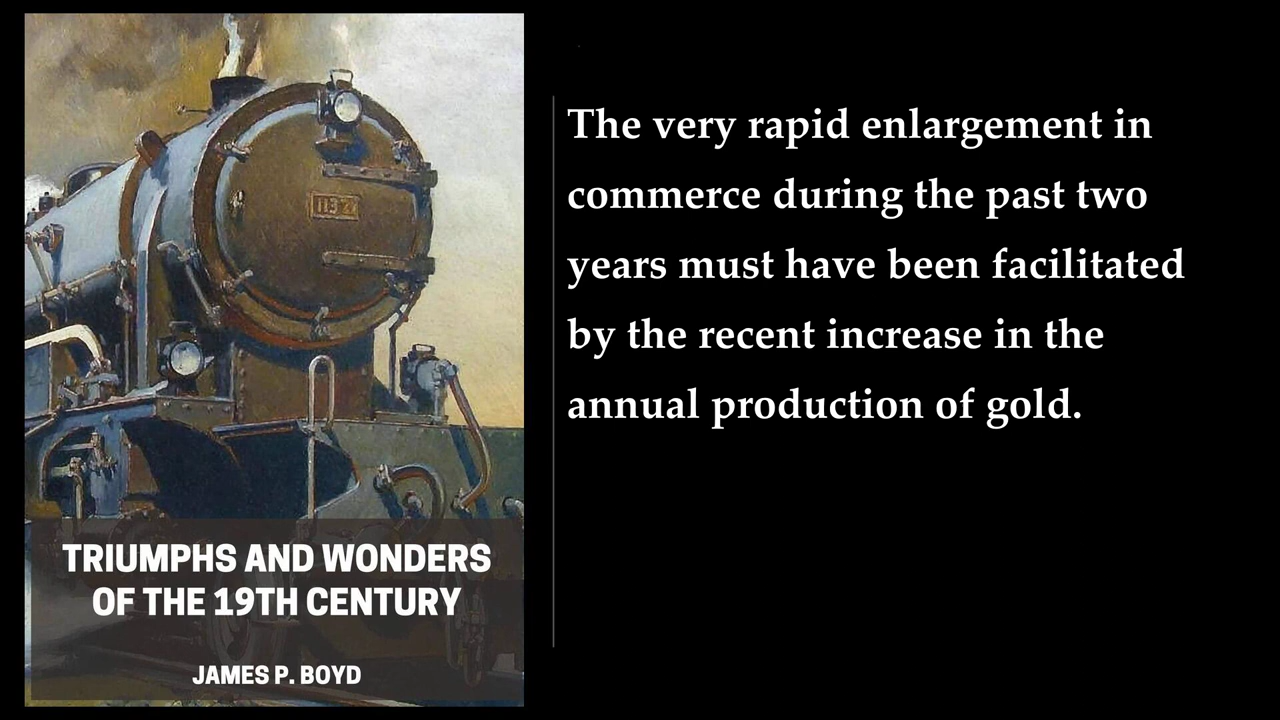 The very rapid enlargement in
commerce during the past two
years must have been facilitated
by the recent increase in the
annual production of gold.
TRIUMPHS AND WONDERS
OF THE 19TH CENTURY
JAMES P. BOYD